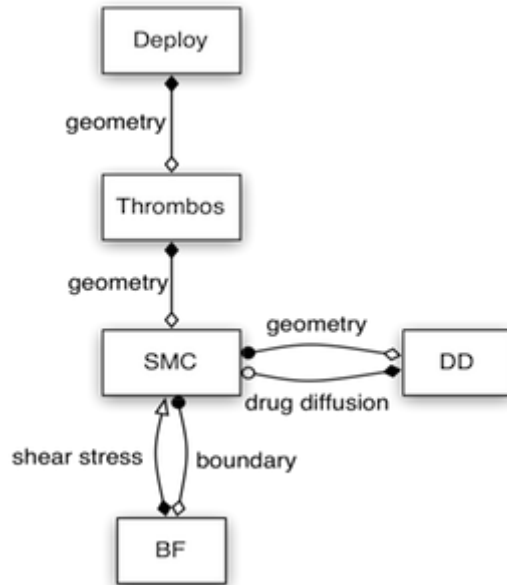 Deploy
geometry
Thrombos
geometry
SMC
geometry
DD
drug diffusion
shear stress
boundary
BF